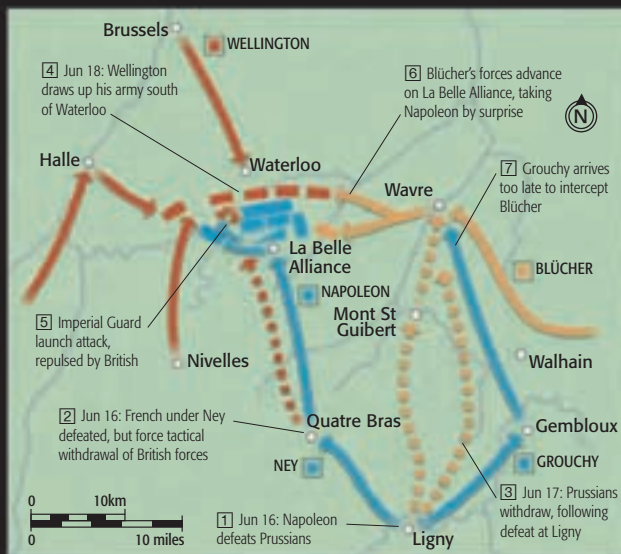 Brussels
WELLINGTON
4 Jun 18: Wellington
draws up his army south
of Waterloo
6 Blücher's forces advance
on La Belle Alliance, taking
Napoleon by surprise
N
Halle
Waterloo
Wavre
7 Grouchy arrives
too late to intercept
Blücher
La Belle
Alliance
BLÜCHER
NAPOLEON
5 Imperial Guard
launch attack,
repulsed by British
Mont St
Guibert
Nivelles
Walhain
2 Jun 16: French under Ney
defeated, but force tactical
withdrawal of British forces
Quatre Bras
Gembloux
NEY
GROUCHY
3 Jun 17: Prussians
withdraw, following
defeat at Ligny
0 10km
0 10 miles
1 Jun 16: Napoleon
defeats Prussians
Ligny